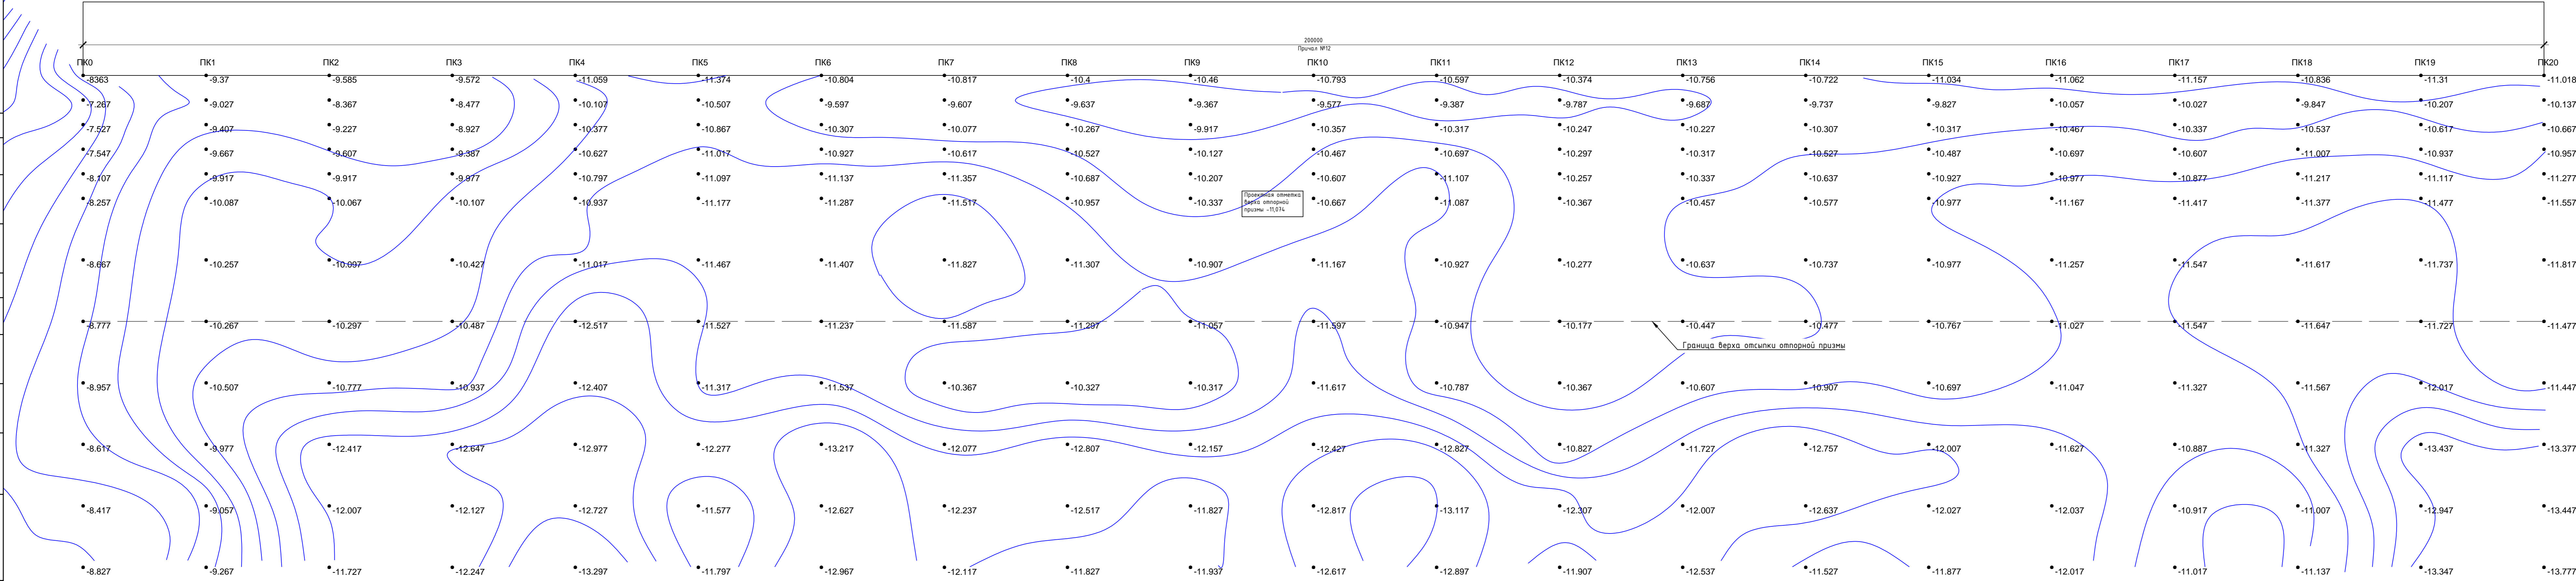 200000
Причал №12
ПК0 ПК1 ПК2 ПК3 ПК4 ПК5 ПК6 ПК7 ПК8 ПК9 ПК10 ПК11 ПК12 ПК13 ПК14 ПК15 ПК16 ПК17 ПК18 ПК19 ПК20
-8363 -9.37 -9.585 -9.572 -11.059 -11.374 -10.804 -10.817 -10.4 -10.46 -10.793 -10.597 -10.374 -10.756 -10.722 -11.034 -11.062 -11.157 -10.836 -11.31 -11.018
-7.267 -9.027 -8.367 -8.477 -10.107 -10.507 -9.597 -9.607 -9.637 -9.367 -9.577 -9.387 -9.787 -9.687 -9.737 -9.827 -10.057 -10.027 -9.847 -10.207 -10.137
-7.527 -9.407 -9.227 -8.927 -10.377 -10.867 -10.307 -10.077 -10.267 -9.917 -10.357 -10.317 -10.247 -10.227 -10.307 -10.317 -10.467 -10.337 -10.537 -10.617 -10.667
-7.547 -9.667 -9.607 -9.387 -10.627 -11.017 -10.927 -10.617 -10.527 -10.127 -10.467 -10.697 -10.297 -10.317 -10.527 -10.487 -10.697 -10.607 -11.007 -10.937 -10.957
-8.107 -9.917 -9.917 -9.977 -10.797 -11.097 -11.137 -11.357 -10.687 -10.207 -10.607 -11.107 -10.257 -10.337 -10.637 -10.927 -10.977 -10.877 -11.217 -11.117 -11.277
Проектная отметка
верха отпорной
призмы -11,074
-8.257 -10.087 -10.067 -10.107 -10.937 -11.177 -11.287 -11.517 -10.957 -10.337 -10.667 -11.087 -10.367 -10.457 -10.577 -10.977 -11.167 -11.417 -11.377 -11.477 -11.557
-8.667 -10.257 -10.097 -10.427 -11.017 -11.467 -11.407 -11.827 -11.307 -10.907 -11.167 -10.927 -10.277 -10.637 -10.737 -10.977 -11.257 -11.547 -11.617 -11.737 -11.817
-8.777 -10.267 -10.297 -10.487 -12.517 -11.527 -11.237 -11.587 -11.297 -11.057 -11.597 -10.947 -10.177 -10.447 -10.477 -10.767 -11.027 -11.547 -11.647 -11.727 -11.477
Граница верха отсыпки отпорной призмы
-8.957 -10.507 -10.777 -10.937 -12.407 -11.317 -11.537 -10.367 -10.327 -10.317 -11.617 -10.787 -10.367 -10.607 -10.907 -10.697 -11.047 -11.327 -11.567 -12.017 -11.447
-8.617 -9.977 -12.417 -12.647 -12.977 -12.277 -13.217 -12.077 -12.807 -12.157 -12.427 -12.827 -10.827 -11.727 -12.757 -12.007 -11.627 -10.887 -11.327 -13.437 -13.377
-8.417 -9.057 -12.007 -12.127 -12.727 -11.577 -12.627 -12.237 -12.517 -11.827 -12.817 -13.117 -12.307 -12.007 -12.637 -12.027 -12.037 -10.917 -11.007 -12.947 -13.447
-8.827 -9.267 -11.727 -12.247 -13.297 -11.797 -12.967 -12.117 -11.827 -11.937 -12.617 -12.897 -11.907 -12.537 -11.527 -11.877 -12.017 -11.017 -11.137 -13.347 -13.777